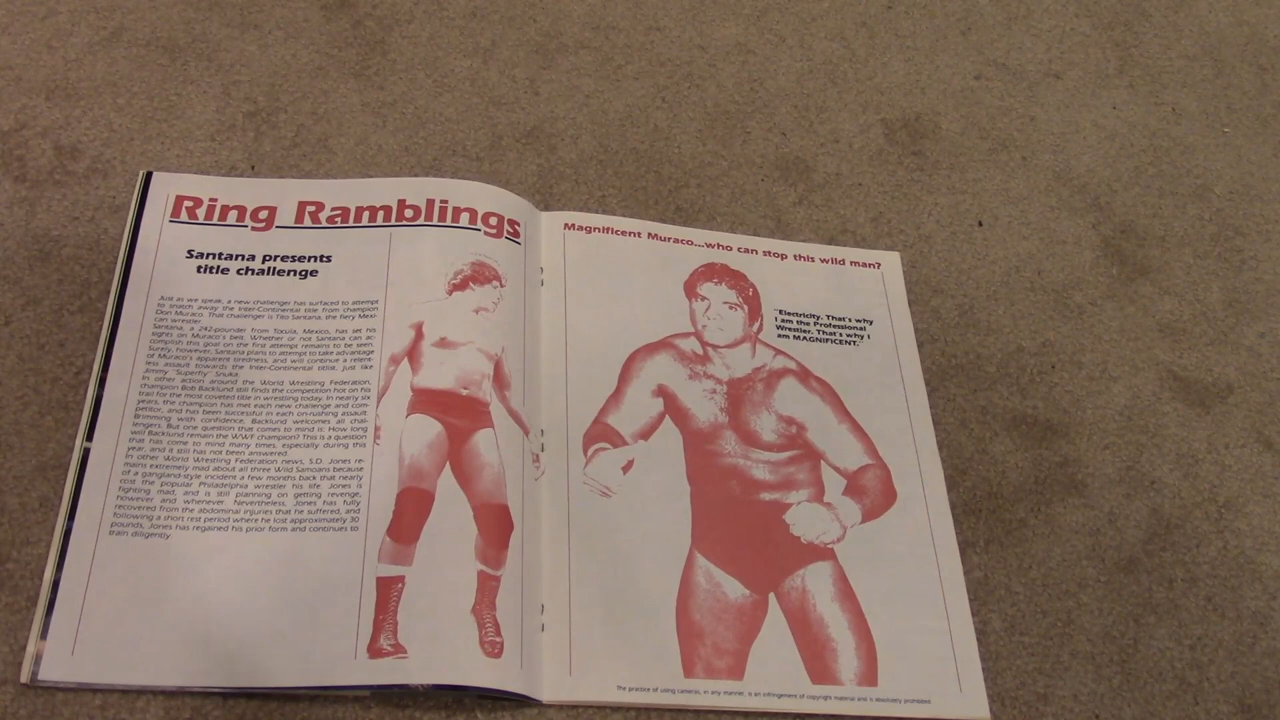 Ring Ramblings
Santana presents
title challenge
Just as we speak, a new challenger has surfaced to attempt
to snatch away the Inter-Continental title from champion
Don Muraco. That challenger is Tito Santana, the fiery Mexi-
can wrestler.
Santana, a 242-pounder from Tocula, Mexico, has set his
sights on Muraco's belt. Whether or not Santana can ac-
complish this goal on the first attempt remains to be seen.
Surely, however, Santana plans to attempt to take advantage
of Muraco's apparent tiredness, and will continue a relent-
less assault towards the Inter-Continental titlist, just like
Jimmy "Superfly" Snuka.
In other action around the World Wrestling Federation,
champion Bob Backlund still finds the competition hot on his
trail for the most coveted title in wrestling today. In nearly six
years, the champion has met each new challenge and com-
petitor, and has been successful in each on-rushing assault.
Brimming with confidence, Backlund welcomes all chal-
lengers. But one question that comes to mind is: How long
will Backlund remain the WWF champion? This is a question
that has come to mind many times, especially during this
year, and it still has not been answered.
In other World Wrestling Federation news, S.D. Jones re-
mains extremely mad about all three Wild Samoans because
of a gangland-style incident a few months back that nearly
cost the popular Philadelphia wrestler his life. Jones is
fighting mad, and is still planning on getting revenge,
however and whenever. Nevertheless, Jones has fully
recovered from the abdominal injuries that he suffered, and
following a short rest period where he lost approximately 30
pounds, Jones has regained his prior form and continues to
train diligently.
Magnificent Muraco...who can stop this wild man?
"Electricity. That's why
I am the Professional
Wrestler. That's why I
am MAGNIFICENT."
The practice of using cameras, in any manner, is an infringement of copyright material and is absolutely prohibited.